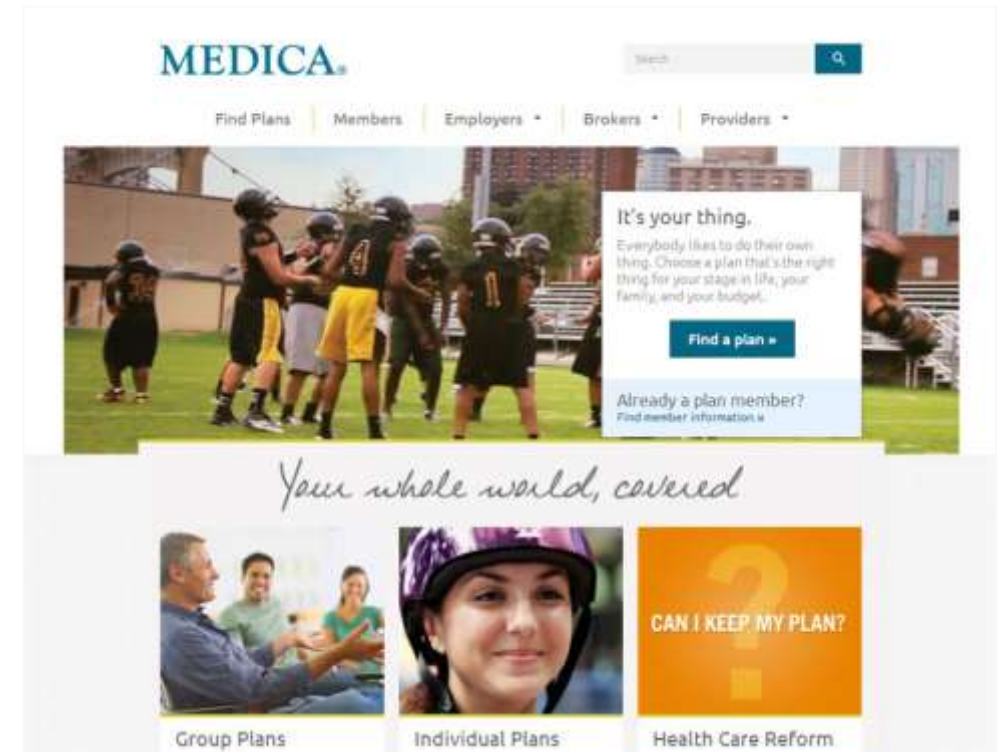 MEDICA®
Search
Find Plans
Members
Employers
Brokers
Providers
4
1
It's your thing.
Everybody likes to do their own
thing. Choose a plan that's the right
thing for your stage in life, your
family, and your budget.
Find a plan »
Already a plan member?
Find member information »
Your whole world, covered
CAN I KEEP MY PLAN?
?
Group Plans
Individual Plans
Health Care Reform